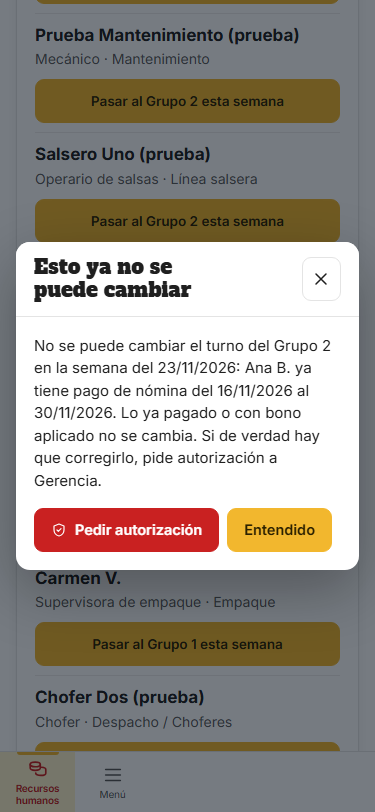 Prueba Mantenimiento (prueba)
Mecánico · Mantenimiento
Pasar al Grupo 2 esta semana
Salsero Uno (prueba)
Operario de salsas · Línea salsera
Pasar al Grupo 2 esta semana
Esto ya no se
puede cambiar
No se puede cambiar el turno del Grupo 2
en la semana del 23/11/2026: Ana B. ya
tiene pago de nómina del 16/11/2026 al
30/11/2026. Lo ya pagado o con bono
aplicado no se cambia. Si de verdad hay
que corregirlo, pide autorización a
Gerencia.
Pedir autorización
Entendido
Carmen V.
Supervisora de empaque · Empaque
Pasar al Grupo 1 esta semana
Chofer Dos (prueba)
Chofer · Despacho / Choferes
Recursos
humanos
Menú